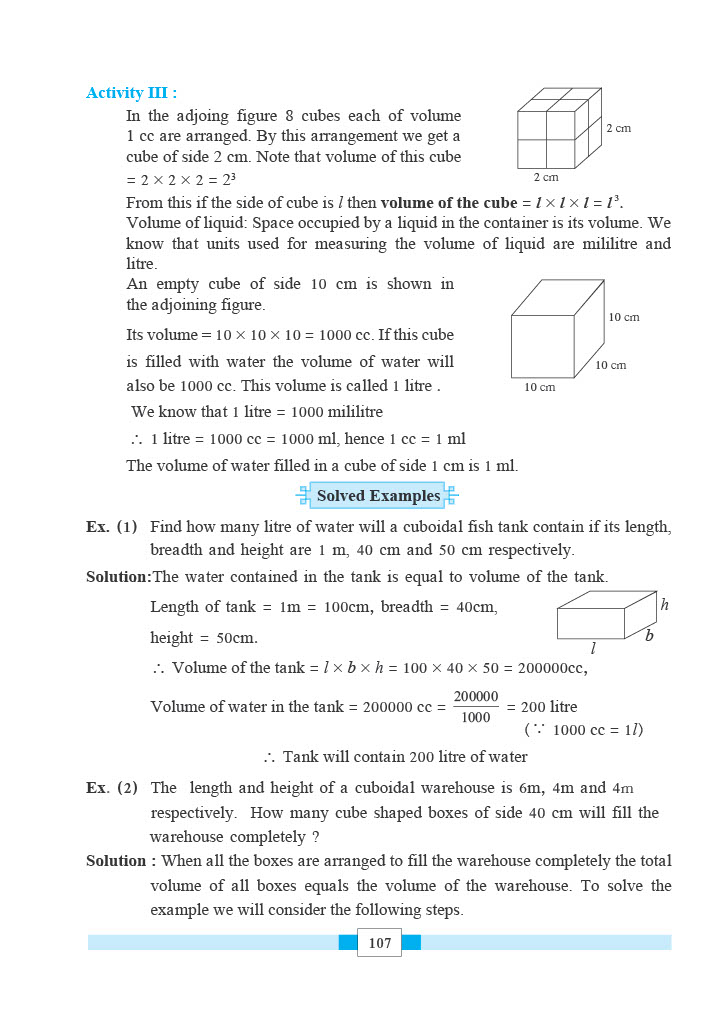 Activity III :
In the adjoing figure 8 cubes each of volume
1 cc are arranged. By this arrangement we get a
cube of side 2 cm. Note that volume of this cube
= 2 × 2 × 2 = 2³
2 cm
2 cm
From this if the side of cube is l then volume of the cube = l × l × l = l³.
Volume of liquid: Space occupied by a liquid in the container is its volume. We
know that units used for measuring the volume of liquid are mililitre and
litre.
An empty cube of side 10 cm is shown in
the adjoining figure.
Its volume = 10 × 10 × 10 = 1000 cc. If this cube
is filled with water the volume of water will
also be 1000 cc. This volume is called 1 litre .
10 cm
10 cm
10 cm
We know that 1 litre = 1000 mililitre
∴ 1 litre = 1000 cc = 1000 ml, hence 1 cc = 1 ml
The volume of water filled in a cube of side 1 cm is 1 ml.
Solved Examples
Ex. (1) Find how many litre of water will a cuboidal fish tank contain if its length,
breadth and height are 1 m, 40 cm and 50 cm respectively.
Solution:The water contained in the tank is equal to volume of the tank.
Length of tank = 1m = 100cm, breadth = 40cm,
height = 50cm.
h
b
l
∴ Volume of the tank = l × b × h = 100 × 40 × 50 = 200000cc,
Volume of water in the tank = 200000 cc = 200000/1000 = 200 litre
(∵ 1000 cc = 1l)
∴ Tank will contain 200 litre of water
Ex. (2) The length and height of a cuboidal warehouse is 6m, 4m and 4m
respectively. How many cube shaped boxes of side 40 cm will fill the
warehouse completely ?
Solution : When all the boxes are arranged to fill the warehouse completely the total
volume of all boxes equals the volume of the warehouse. To solve the
example we will consider the following steps.
107